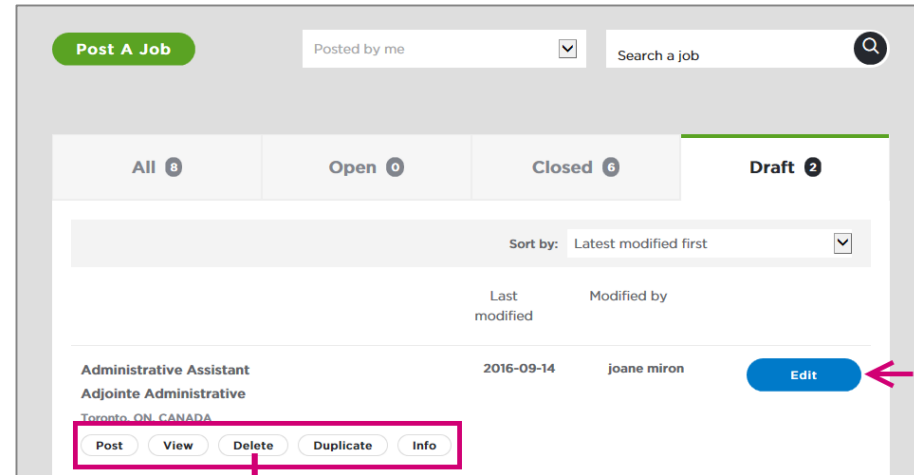 Post A Job
Posted by me
Search a job
All 8
Open 0
Closed 6
Draft 2
Sort by: Latest modified first
Last modified
Modified by
Administrative Assistant
2016-09-14
joane miron
Edit
Adjointe Administrative
Toronto, ON, CANADA
Post View Delete Duplicate Info